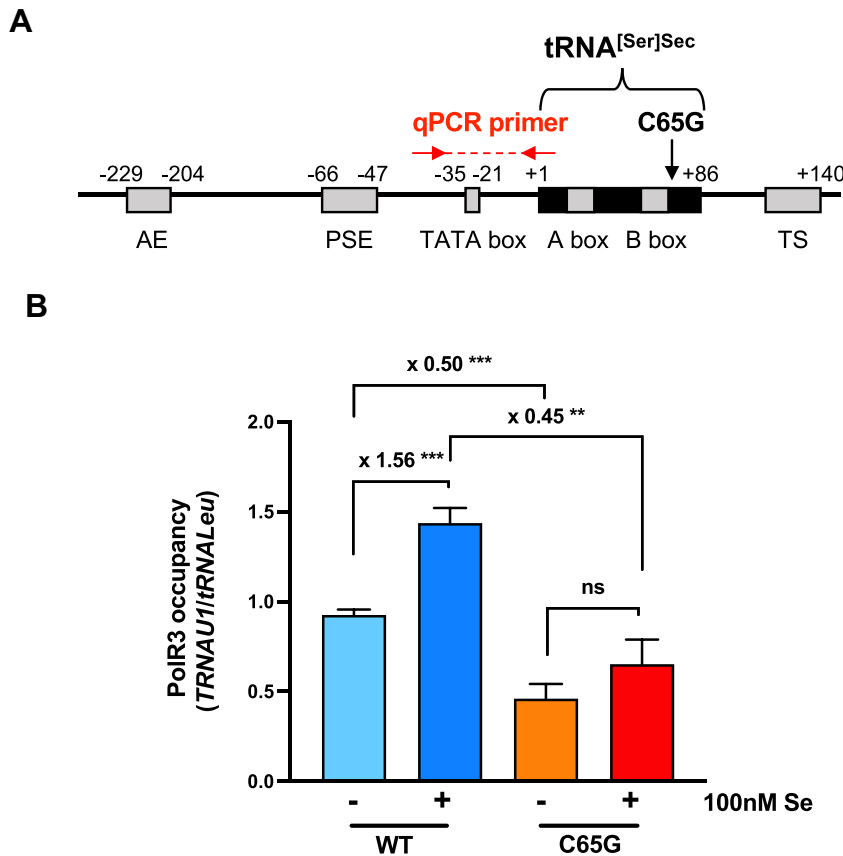 A
tRNA[Ser]Sec
qPCR primer
C65G
-229 -204 -66 -47 -35 -21 +1 +86 +140
AE PSE TATA box A box B box TS
B
x 0.50 ***
x 0.45 **
x 1.56 ***
ns
PolR3 occupancy
(TRNAU1/tRNALeu)
2.0
1.5
1.0
0.5
0.0
- + - + 100nM Se
WT C65G